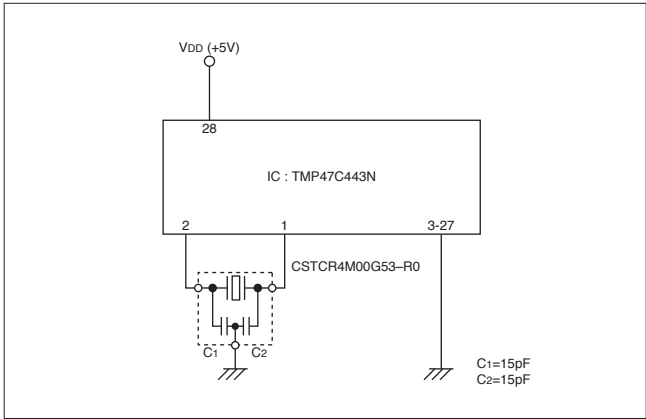 VDD (+5V)
28
IC : TMP47C443N
2 1 3-27
CSTCR4M00G53–R0
C1 C2
C1=15pF
C2=15pF